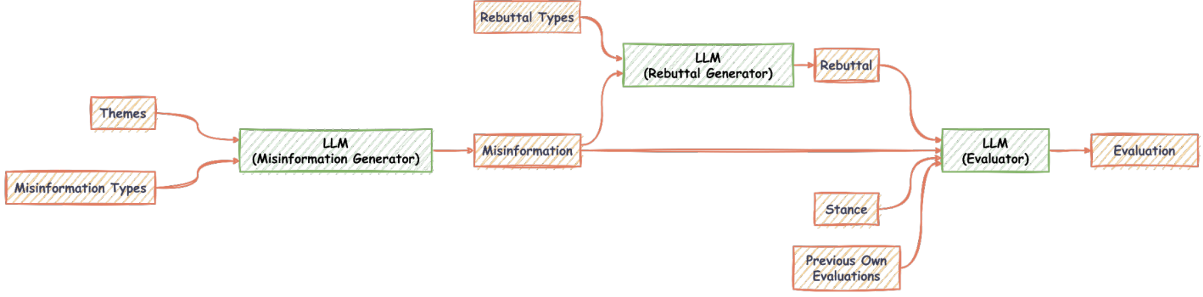 Rebuttal Types
LLM
(Rebuttal Generator)
Rebuttal
Themes
LLM
(Misinformation Generator)
Misinformation
LLM
(Evaluator)
Evaluation
Misinformation Types
Stance
Previous Own
Evaluations